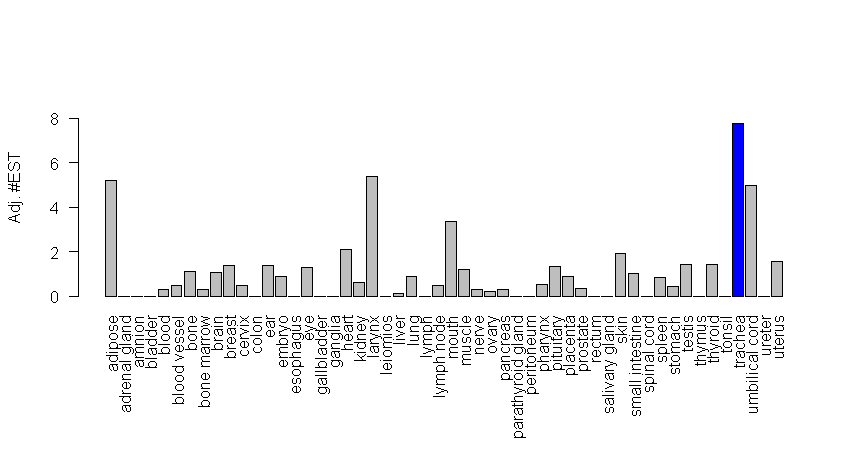 Adj. #EST
8
6
4
2
0
adipose
adrenal gland
amnion
bladder
blood
blood vessel
bone
bone marrow
brain
breast
cervix
colon
ear
embryo
esophagus
eye
gallbladder
ganglia
heart
kidney
larynx
leiomios
liver
lung
lymph
lymph node
mouth
muscle
nerve
ovary
pancreas
parathyroid gland
peritoneum
pharynx
pituitary
placenta
prostate
rectum
salivary gland
skin
small intestine
spinal cord
spleen
stomach
testis
thymus
thyroid
tonsil
trachea
umbilical cord
ureter
uterus